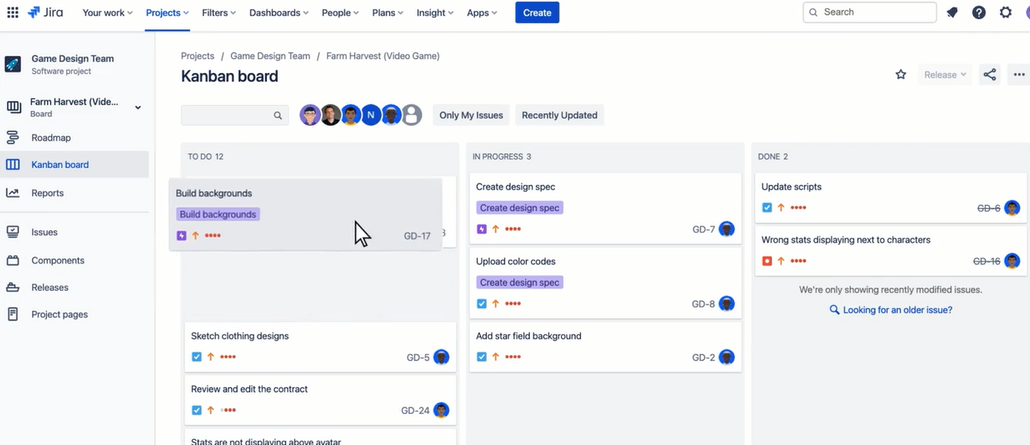 Jira Your work Projects Filters Dashboards People Plans Insight Apps Create Search
Game Design Team
Software project
Farm Harvest (Vide...
Board
Roadmap
Kanban board
Reports
Issues
Components
Releases
Project pages
Projects / Game Design Team / Farm Harvest (Video Game)
Kanban board
Release
N
Only My Issues
Recently Updated
TO DO 12
Build backgrounds
Build backgrounds
GD-17
Sketch clothing designs
GD-5
Review and edit the contract
GD-24
Stats are not displaying above avatar
IN PROGRESS 3
Create design spec
Create design spec
GD-7
Upload color codes
Create design spec
GD-8
Add star field background
GD-2
DONE 2
Update scripts
GD-6
Wrong stats displaying next to characters
GD-16
We're only showing recently modified issues.
Looking for an older issue?